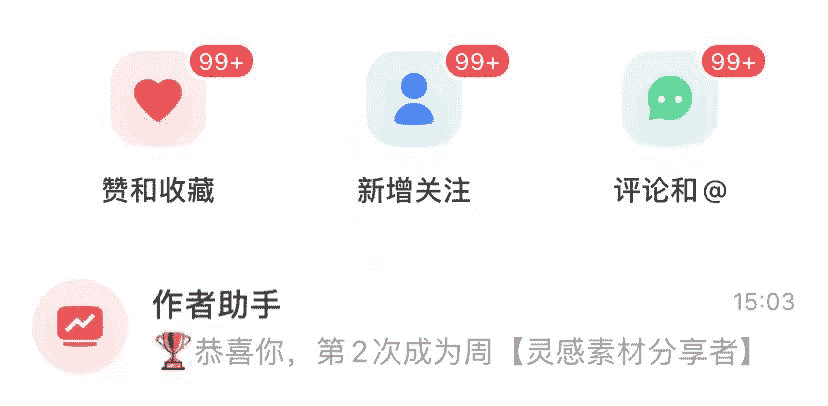 99+ 99+ 99+
赞和收藏 新增关注 评论和@
作者助手 15:03
恭喜你，第2次成为周【灵感素材分享者】